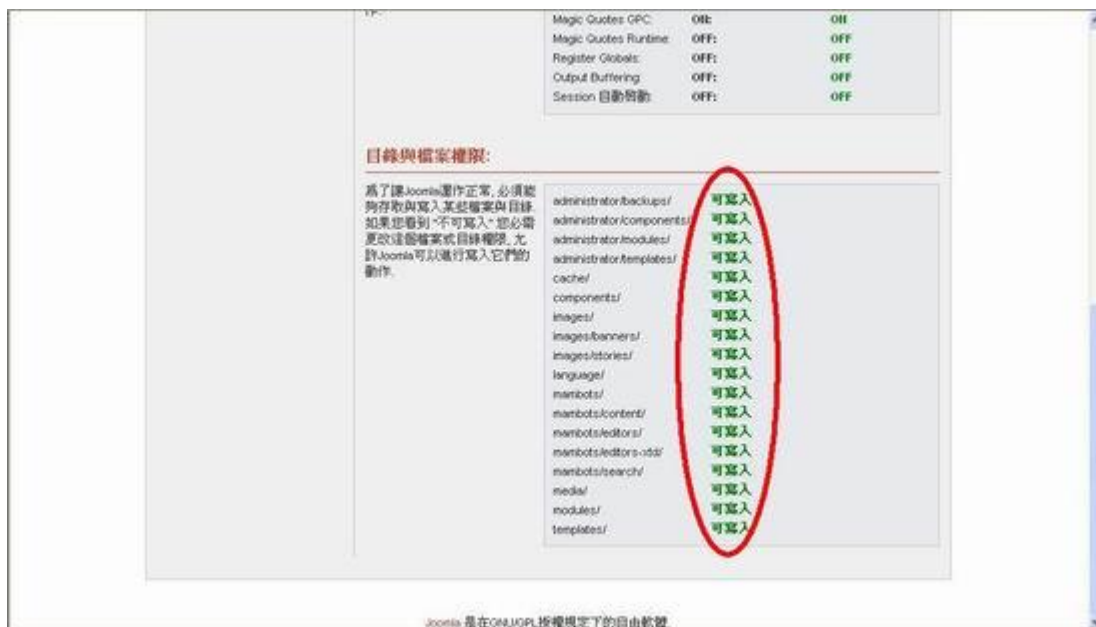 Magic Quotes GPC: ON: ON
Magic Quotes Runtime: OFF: OFF
Register Globals: OFF: OFF
Output Buffering: OFF: OFF
Session 自動啓動: OFF: OFF
目錄與檔案權限:
爲了讓Joomla運作正常, 必須能
夠存取與寫入某些檔案與目錄.
如果您看到 "不可寫入" 您必需
更改這個檔案或目錄權限, 允
許Joomla可以進行寫入它們的
動作.
administrator/backups/ 可寫入
administrator/components/ 可寫入
administrator/modules/ 可寫入
administrator/templates/ 可寫入
cache/ 可寫入
components/ 可寫入
images/ 可寫入
images/banners/ 可寫入
images/stories/ 可寫入
language/ 可寫入
mambots/ 可寫入
mambots/content/ 可寫入
mambots/editors/ 可寫入
mambots/editors-xtd/ 可寫入
mambots/search/ 可寫入
media/ 可寫入
modules/ 可寫入
templates/ 可寫入
Joomla 是在GNU/GPL授權規定下的自由軟體